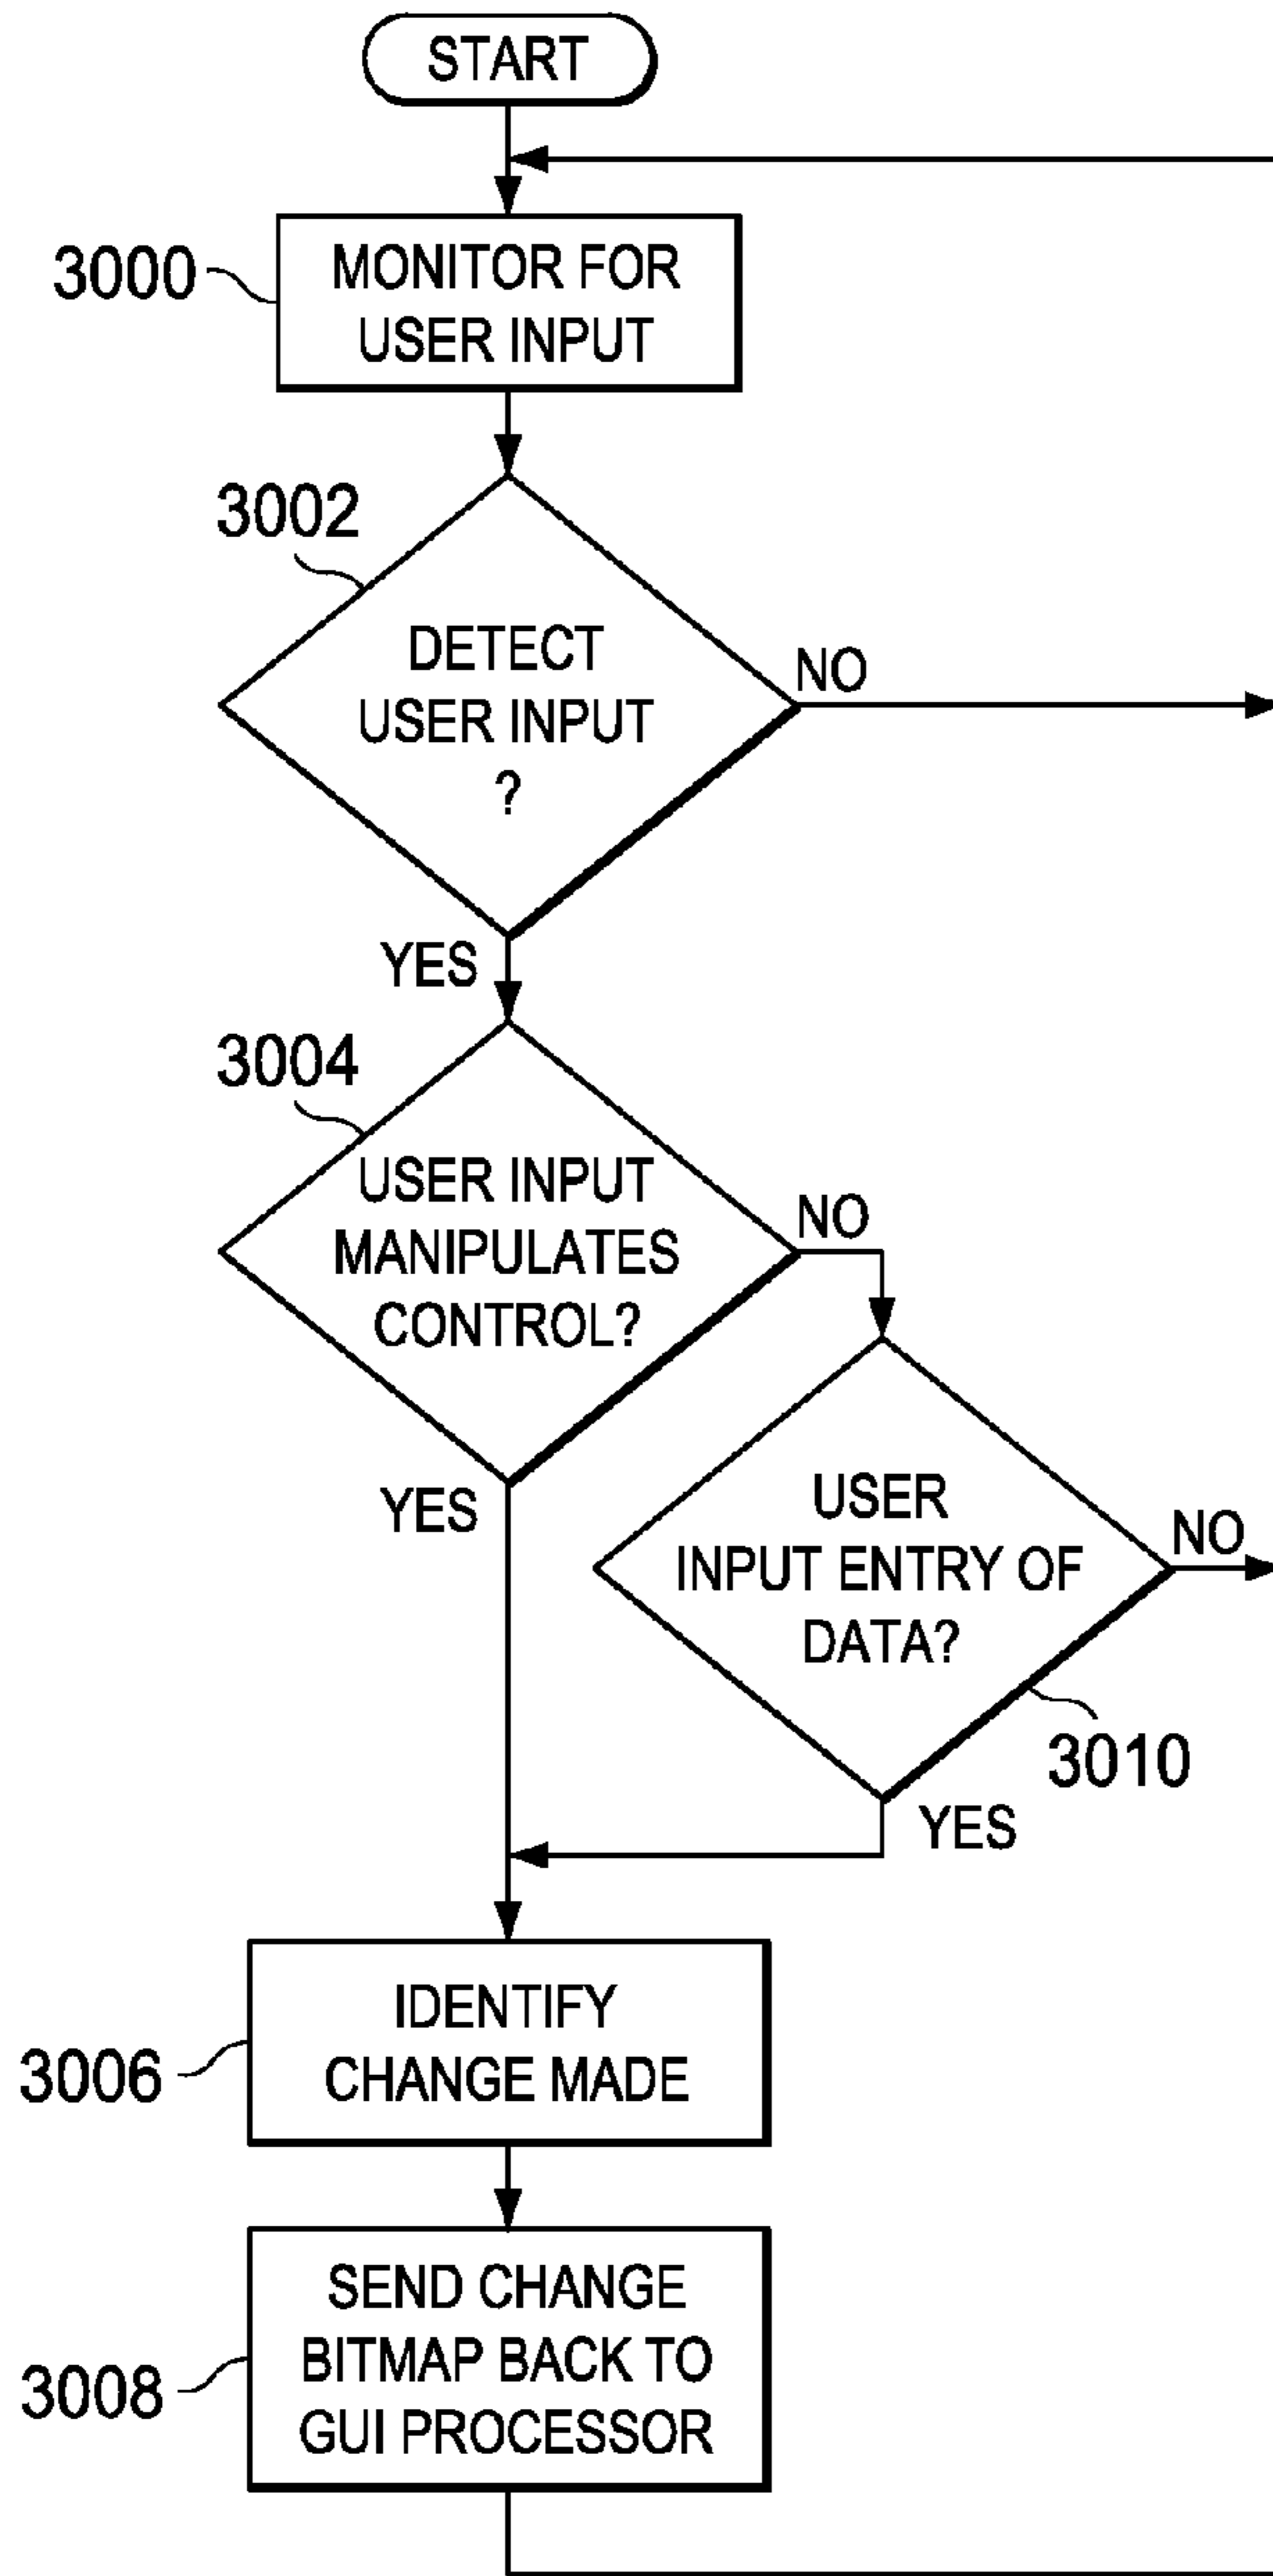 START
3000
MONITOR FOR
USER INPUT
3002
DETECT
USER INPUT
?
NO
YES
3004
USER INPUT
MANIPULATES
CONTROL?
NO
YES
USER
INPUT ENTRY OF
DATA?
NO
3010
YES
IDENTIFY
CHANGE MADE
3006
SEND CHANGE
BITMAP BACK TO
GUI PROCESSOR
3008